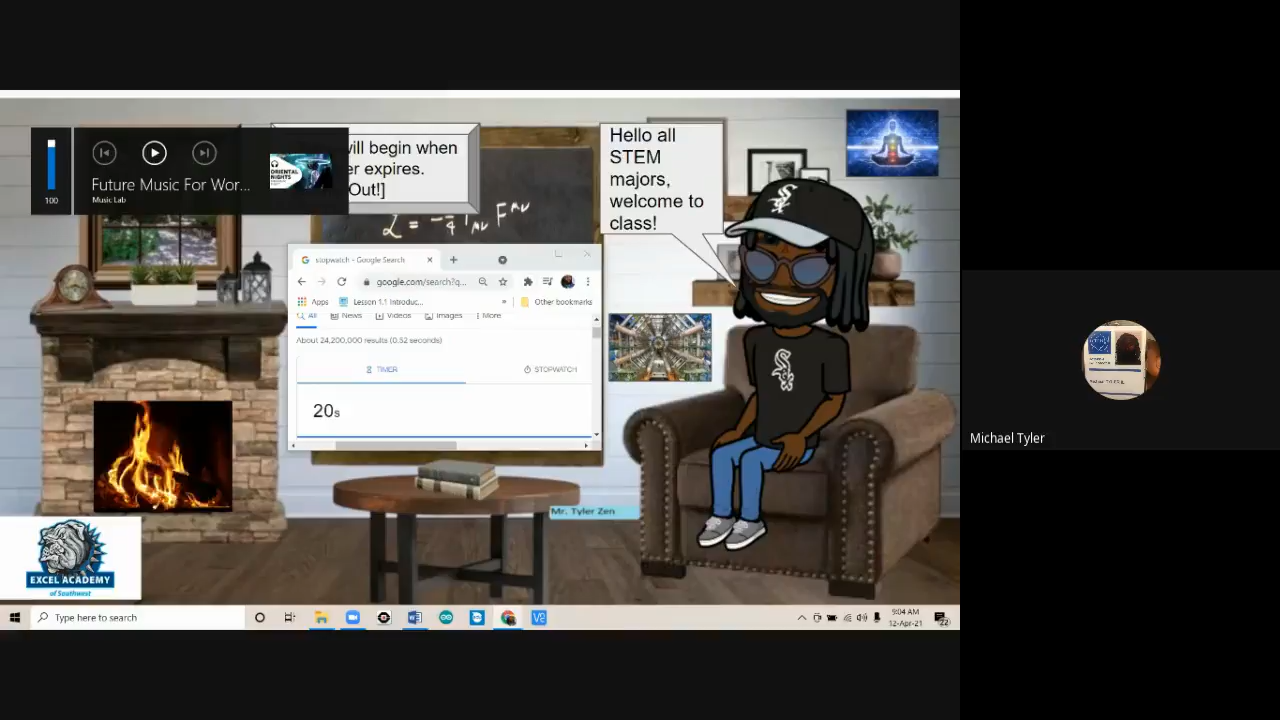 vill begin when
er expires.
Out!]
Hello all
STEM
majors,
welcome to
class!
100
Future Music For Wor...
Music Lab
ORIENTAL
NIGHTS
stopwatch - Google Search
google.com/search?q...
Apps
Lesson 1.1 Introduc...
»
Other bookmarks
All
News
Videos
Images
More
About 24,200,000 results (0.52 seconds)
TIMER
STOPWATCH
20s
Mr. Tyler Zen
EXCEL ACADEMY
of Southwest
Type here to search
9:04 AM
12-Apr-21
22
Michael Tyler